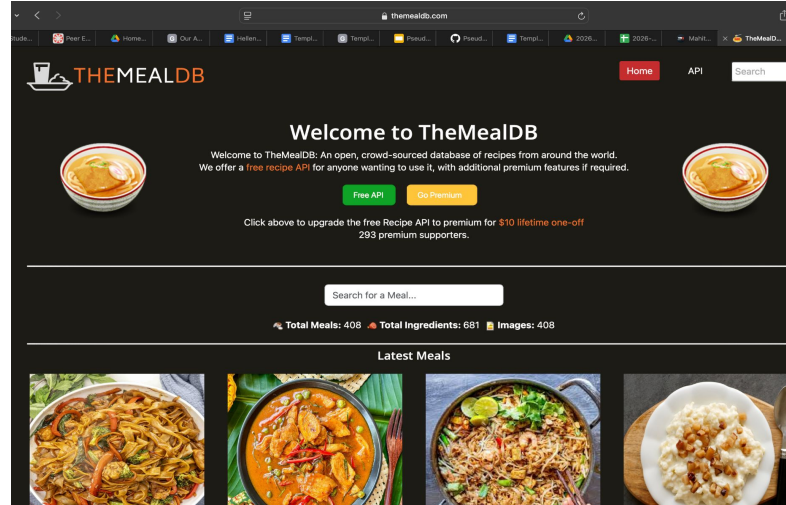 themealdb.com
tude... Peer E... Home... Our A... Hellen... Templ... Templ... Pseud... Pseud... Templ... 2026... 2026-... Mahit... TheMealD...
THEMEALDB
Home API Search
Welcome to TheMealDB
Welcome to TheMealDB: An open, crowd-sourced database of recipes from around the world.
We offer a free recipe API for anyone wanting to use it, with additional premium features if required.
Free API Go Premium
Click above to upgrade the free Recipe API to premium for $10 lifetime one-off
293 premium supporters.
Search for a Meal...
Total Meals: 408 Total Ingredients: 681 Images: 408
Latest Meals